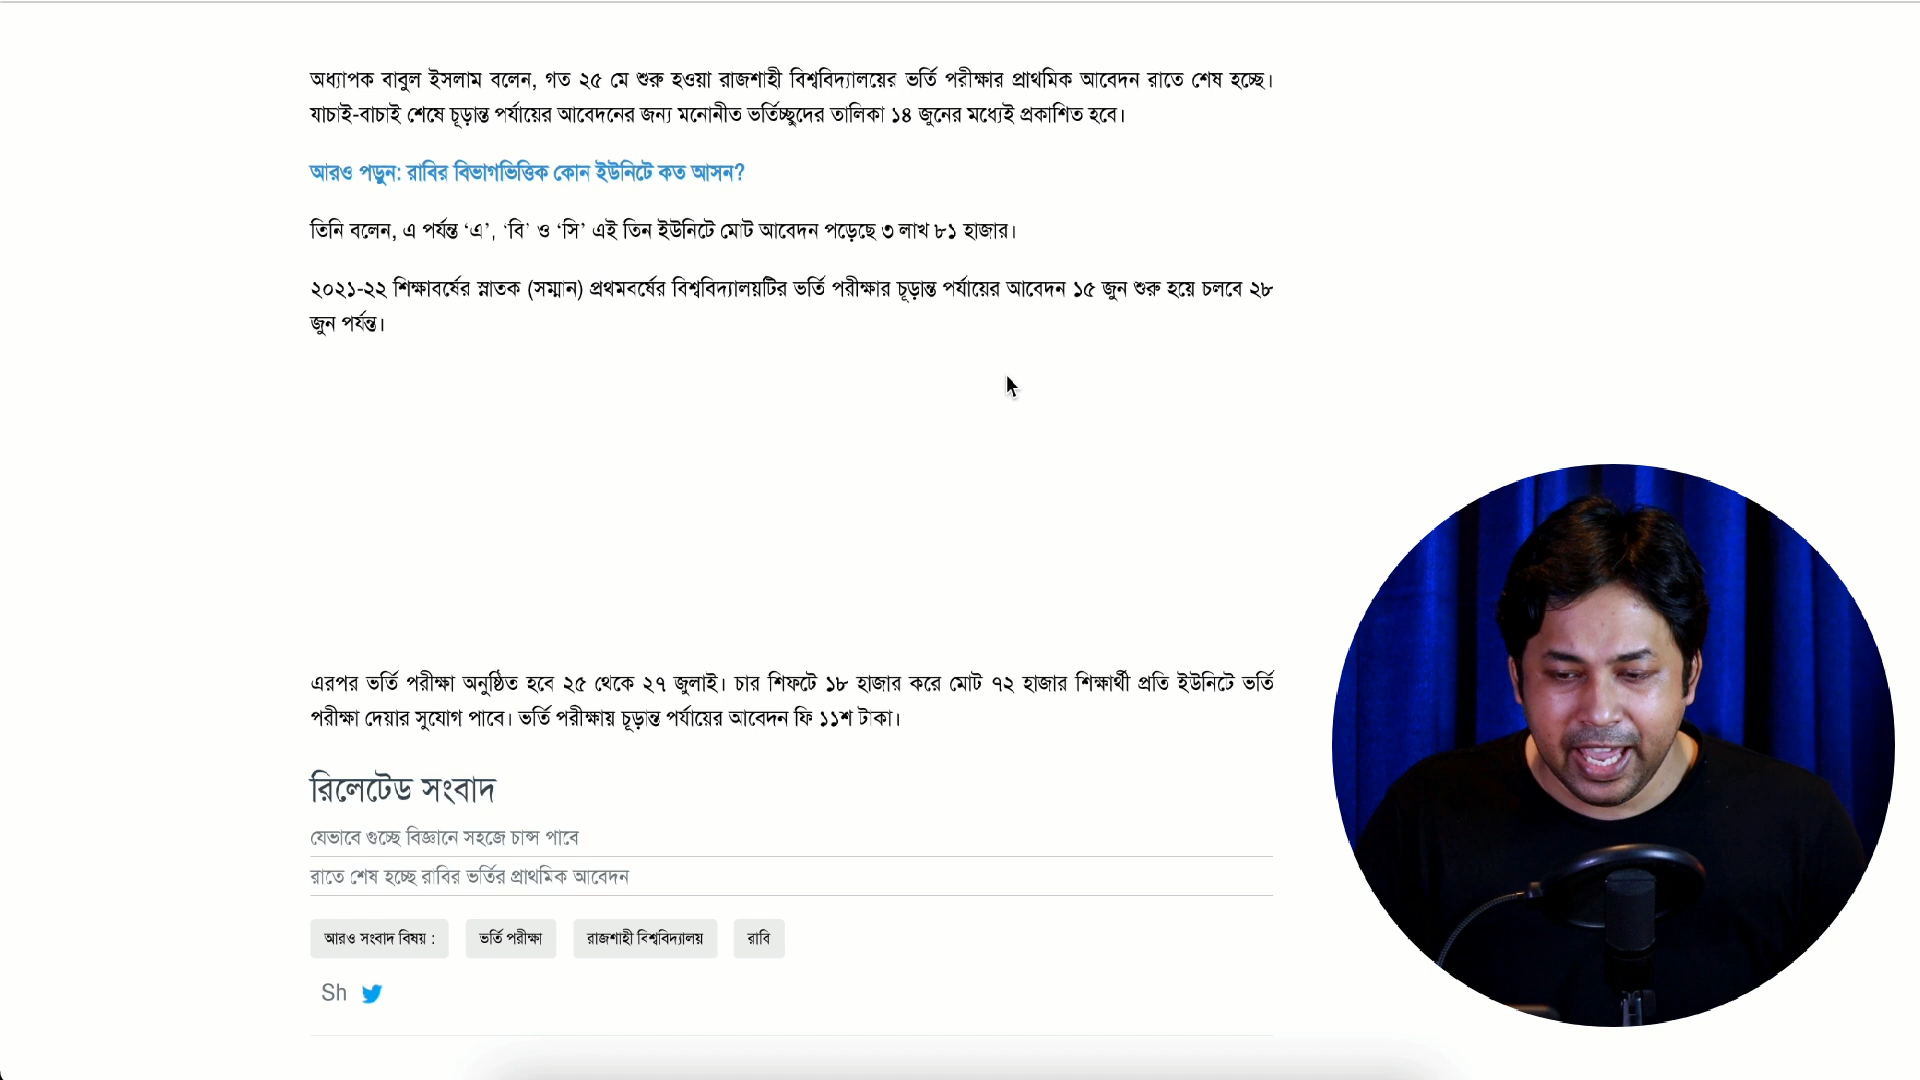 অধ্যাপক বাবুল ইসলাম বলেন, গত ২৫ মে শুরু হওয়া রাজশাহী বিশ্ববিদ্যালয়ের ভর্তি পরীক্ষার প্রাথমিক আবেদন রাতে শেষ হচ্ছে।
যাচাই-বাচাই শেষে চূড়ান্ত পর্যায়ের আবেদনের জন্য মনোনীত ভর্তিচ্ছুদের তালিকা ১৪ জুনের মধ্যেই প্রকাশিত হবে।
আরও পড়ুন: রাবির বিভাগভিত্তিক কোন ইউনিটে কত আসন?
তিনি বলেন, এ পর্যন্ত ‘এ’, ‘বি’ ও ‘সি’ এই তিন ইউনিটে মোট আবেদন পড়েছে ৩ লাখ ৮১ হাজার।
২০২১-২২ শিক্ষাবর্ষের স্নাতক (সম্মান) প্রথমবর্ষের বিশ্ববিদ্যালয়টির ভর্তি পরীক্ষার চূড়ান্ত পর্যায়ের আবেদন ১৫ জুন শুরু হয়ে চলবে ২৮
জুন পর্যন্ত।
এরপর ভর্তি পরীক্ষা অনুষ্ঠিত হবে ২৫ থেকে ২৭ জুলাই। চার শিফটে ১৮ হাজার করে মোট ৭২ হাজার শিক্ষার্থী প্রতি ইউনিটে ভর্তি
পরীক্ষা দেয়ার সুযোগ পাবে। ভর্তি পরীক্ষায় চূড়ান্ত পর্যায়ের আবেদন ফি ১১শ টাকা।
রিলেটেড সংবাদ
যেভাবে গুচ্ছে বিজ্ঞানে সহজে চান্স পাবে
রাতে শেষ হচ্ছে রাবির ভর্তির প্রাথমিক আবেদন
আরও সংবাদ বিষয় : ভর্তি পরীক্ষা রাজশাহী বিশ্ববিদ্যালয় রাবি
Sh